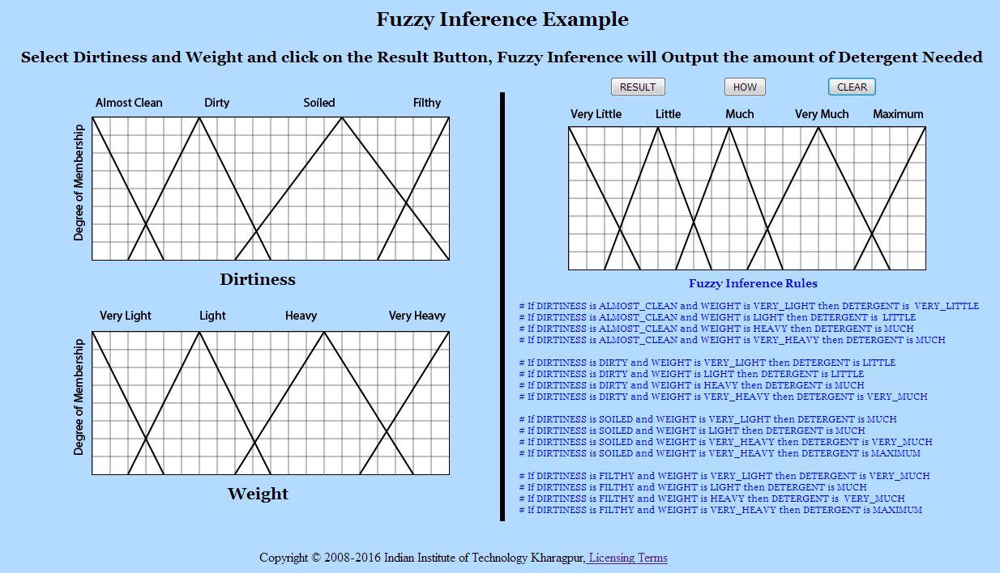 Fuzzy Inference Example
Select Dirtiness and Weight and click on the Result Button, Fuzzy Inference will Output the amount of Detergent Needed
Almost Clean Dirty Soiled Filthy
Degree of Membership
Dirtiness
Very Light Light Heavy Very Heavy
Degree of Membership
Weight
RESULT HOW CLEAR
Very Little Little Much Very Much Maximum
Fuzzy Inference Rules
# If DIRTINESS is ALMOST_CLEAN and WEIGHT is VERY_LIGHT then DETERGENT is VERY_LITTLE
# If DIRTINESS is ALMOST_CLEAN and WEIGHT is LIGHT then DETERGENT is LITTLE
# If DIRTINESS is ALMOST_CLEAN and WEIGHT is HEAVY then DETERGENT is MUCH
# If DIRTINESS is ALMOST_CLEAN and WEIGHT is VERY_HEAVY then DETERGENT is MUCH
# If DIRTINESS is DIRTY and WEIGHT is VERY_LIGHT then DETERGENT is LITTLE
# If DIRTINESS is DIRTY and WEIGHT is LIGHT then DETERGENT is LITTLE
# If DIRTINESS is DIRTY and WEIGHT is HEAVY then DETERGENT is MUCH
# If DIRTINESS is DIRTY and WEIGHT is VERY_HEAVY then DETERGENT is VERY_MUCH
# If DIRTINESS is SOILED and WEIGHT is VERY_LIGHT then DETERGENT is MUCH
# If DIRTINESS is SOILED and WEIGHT is LIGHT then DETERGENT is MUCH
# If DIRTINESS is SOILED and WEIGHT is VERY_HEAVY then DETERGENT is VERY_MUCH
# If DIRTINESS is SOILED and WEIGHT is VERY_HEAVY then DETERGENT is MAXIMUM
# If DIRTINESS is FILTHY and WEIGHT is VERY_LIGHT then DETERGENT is VERY_MUCH
# If DIRTINESS is FILTHY and WEIGHT is LIGHT then DETERGENT is MUCH
# If DIRTINESS is FILTHY and WEIGHT is HEAVY then DETERGENT is VERY_MUCH
# If DIRTINESS is FILTHY and WEIGHT is VERY_HEAVY then DETERGENT is MAXIMUM
Copyright © 2008-2016 Indian Institute of Technology Kharagpur, Licensing Terms